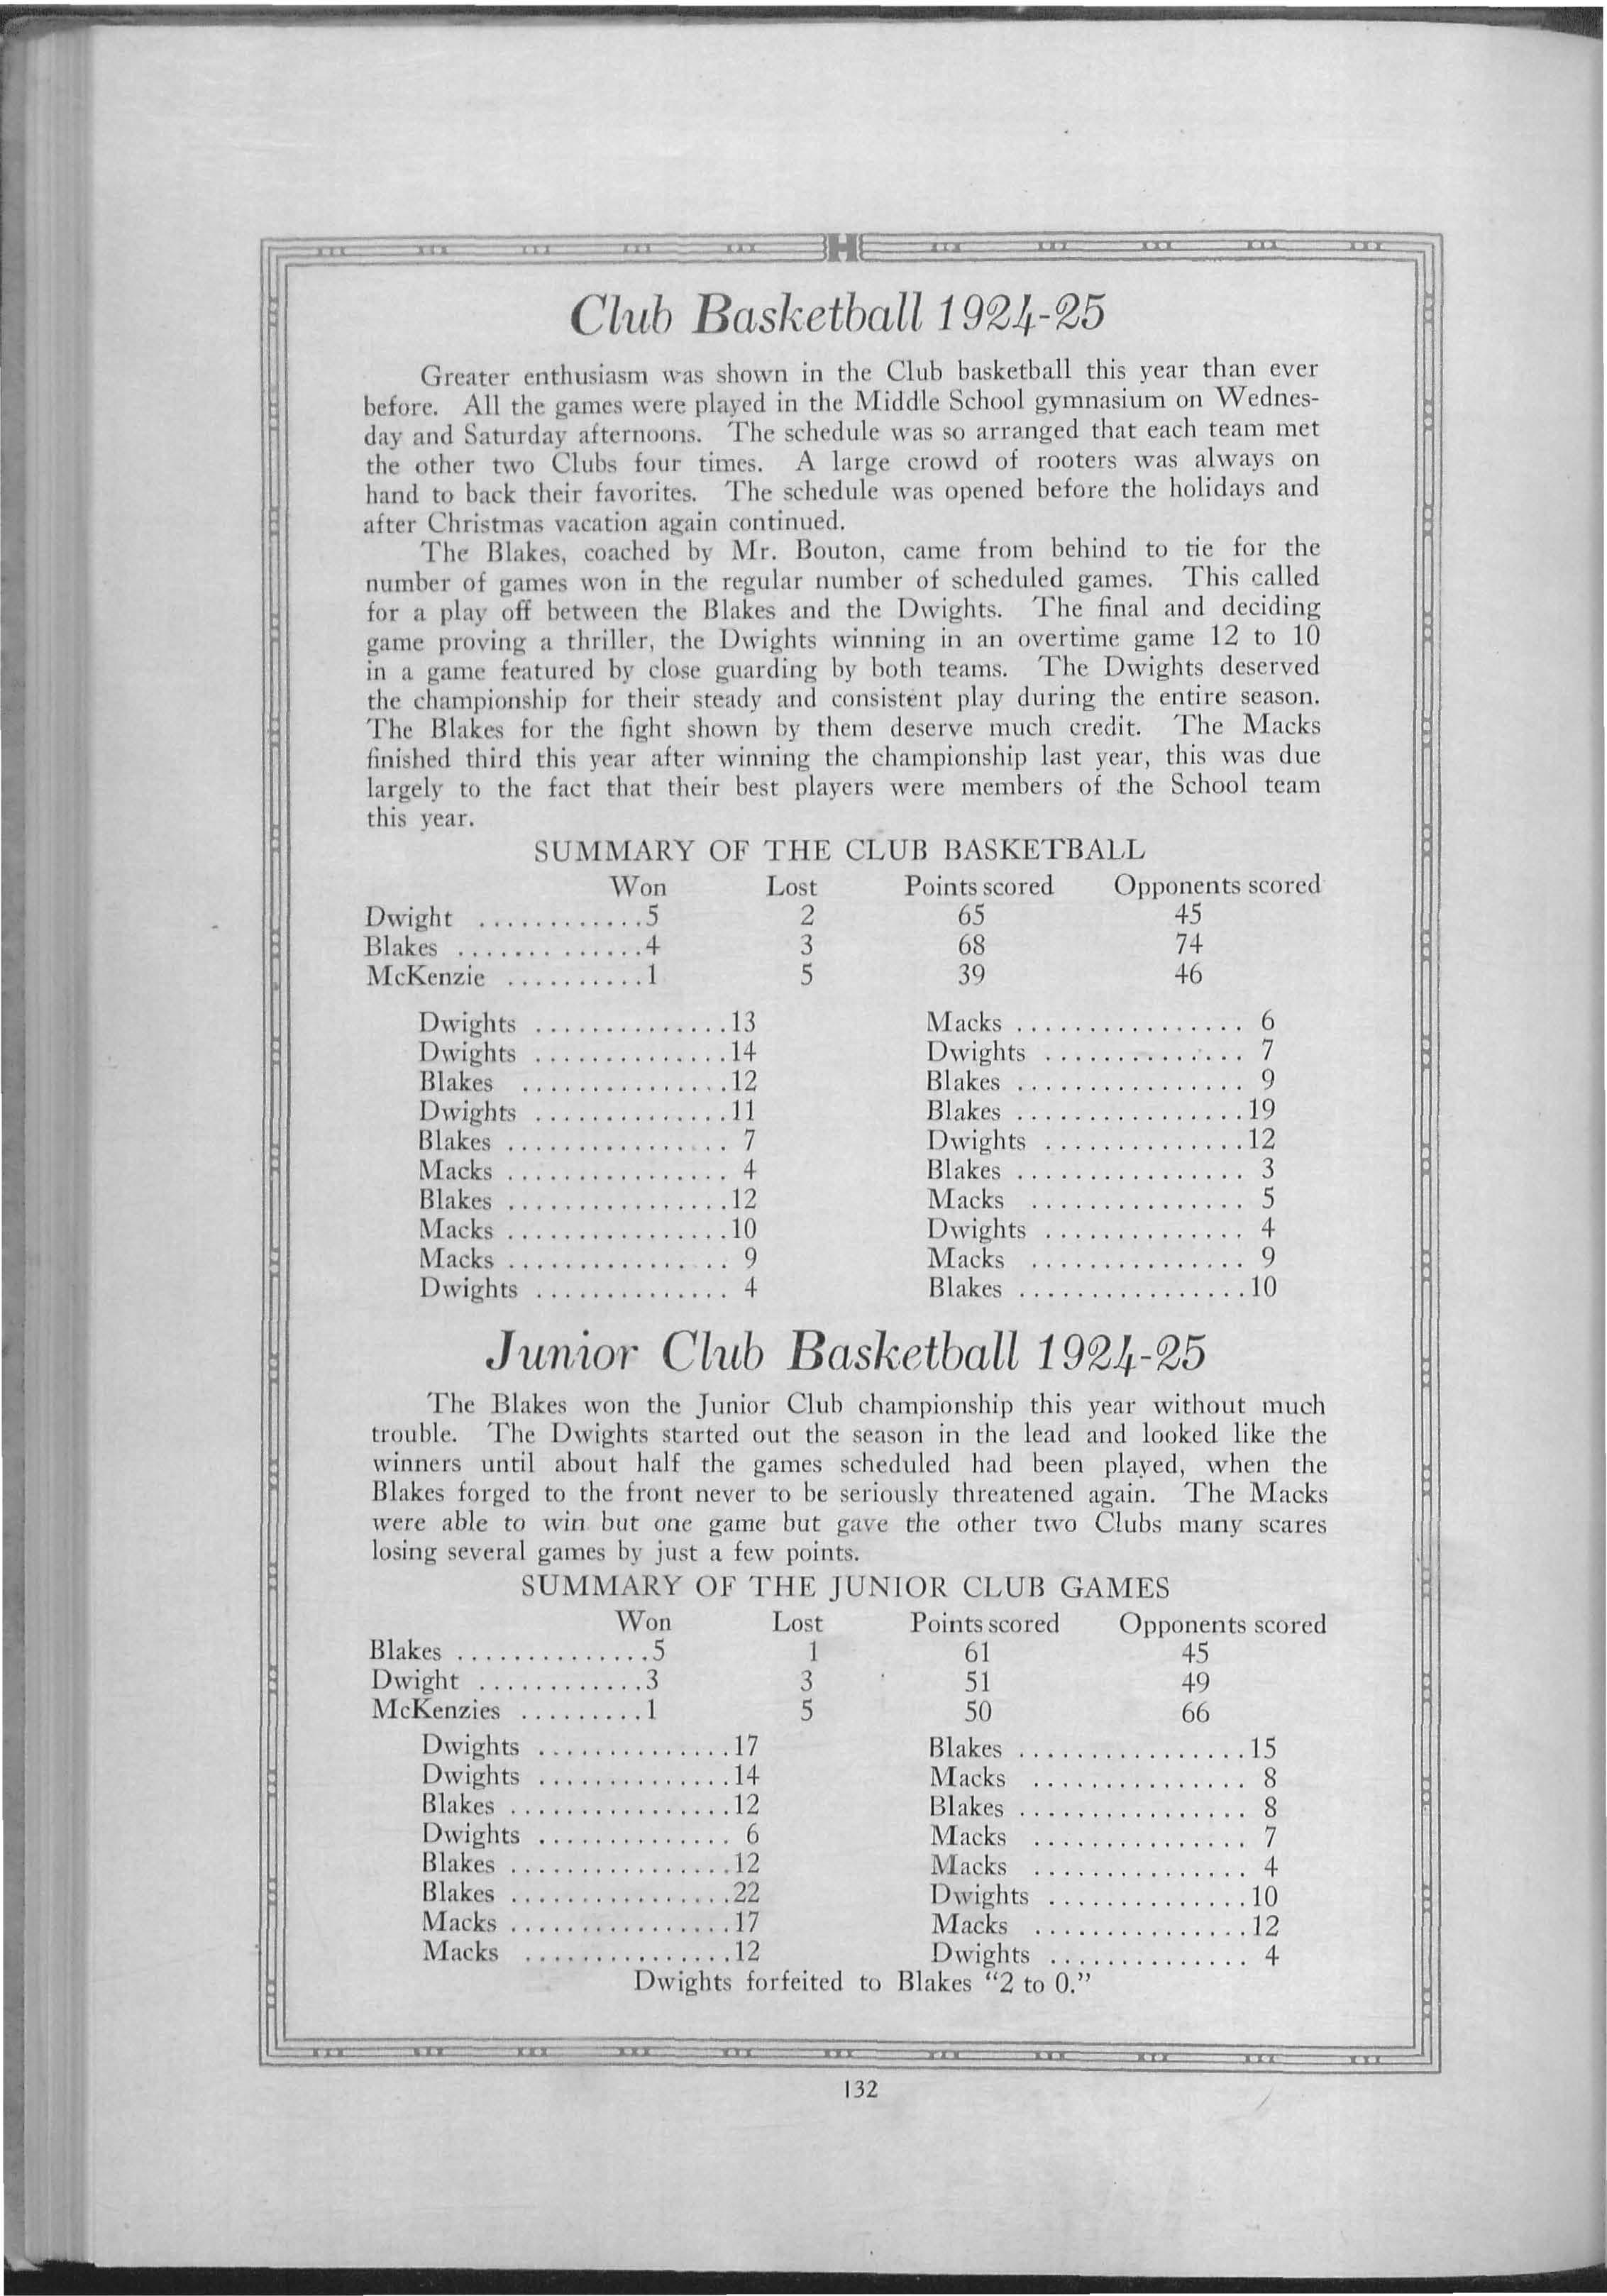 H
Club Basketball 1924-25
Greater enthusiasm was shown in the Club basketball this year than ever
before. All the games were played in the Middle School gymnasium on Wednes-
day and Saturday afternoons. The schedule was so arranged that each team met
the other two Clubs four times. A large crowd of rooters was always on
hand to back their favorites. The schedule was opened before the holidays and
after Christmas vacation again continued.
The Blakes, coached by Mr. Bouton, came from behind to tie for the
number of games won in the regular number of scheduled games. This called
for a play off between the Blakes and the Dwights. The final and deciding
game proving a thriller, the Dwights winning in an overtime game 12 to 10
in a game featured by close guarding by both teams. The Dwights deserved
the championship for their steady and consistent play during the entire season.
The Blakes for the fight shown by them deserve much credit. The Macks
finished third this year after winning the championship last year, this was due
largely to the fact that their best players were members of the School team
this year.
SUMMARY OF THE CLUB BASKETBALL
Won Lost Points scored Opponents scored
Dwight ............5 2 65 45
Blakes .............4 3 68 74
McKenzie ..........1 5 39 46
Dwights ..............13 Macks ................ 6
Dwights ..............14 Dwights .............. 7
Blakes ...............12 Blakes ................ 9
Dwights ..............11 Blakes ................19
Blakes ................ 7 Dwights ..............12
Macks ................ 4 Blakes ................ 3
Blakes ................12 Macks ............... 5
Macks ................10 Dwights .............. 4
Macks ................ 9 Macks ............... 9
Dwights .............. 4 Blakes ................10
Junior Club Basketball 1924-25
The Blakes won the Junior Club championship this year without much
trouble. The Dwights started out the season in the lead and looked like the
winners until about half the games scheduled had been played, when the
Blakes forged to the front never to be seriously threatened again. The Macks
were able to win but one game but gave the other two Clubs many scares
losing several games by just a few points.
SUMMARY OF THE JUNIOR CLUB GAMES
Won Lost Points scored Opponents scored
Blakes ..............5 1 61 45
Dwight ............3 3 51 49
McKenzies .........1 5 50 66
Dwights ..............17 Blakes ................15
Dwights ..............14 Macks ............... 8
Blakes ................12 Blakes ................ 8
Dwights .............. 6 Macks ............... 7
Blakes ................12 Macks ............... 4
Blakes ................22 Dwights ..............10
Macks ................17 Macks ...............12
Macks ...............12 Dwights .............. 4
Dwights forfeited to Blakes “2 to 0.”
132